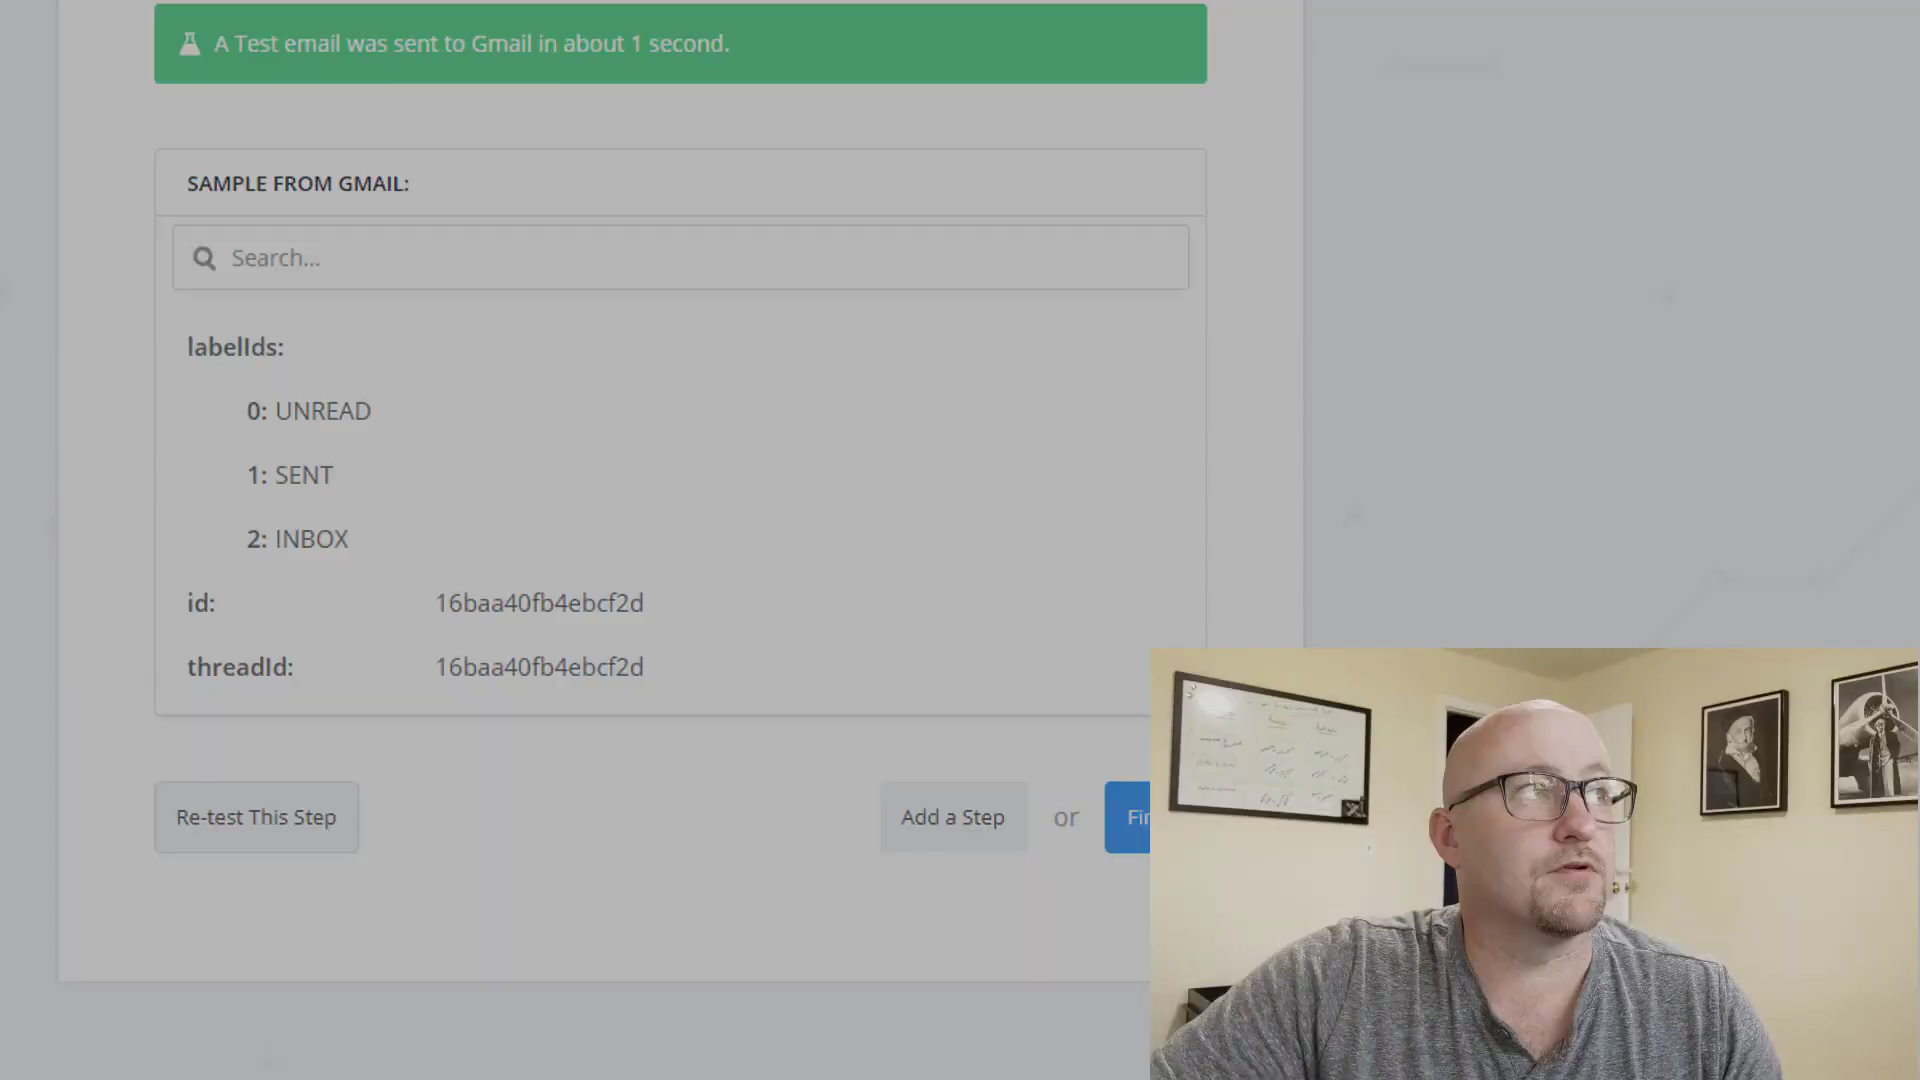 A Test email was sent to Gmail in about 1 second.
SAMPLE FROM GMAIL:
Search...
labelIds:
0: UNREAD
1: SENT
2: INBOX
id: 16baa40fb4ebcf2d
threadId: 16baa40fb4ebcf2d
Re-test This Step
Add a Step or